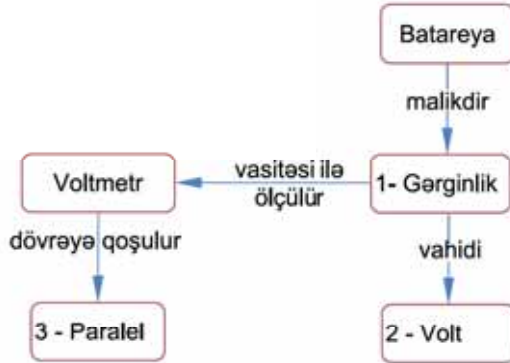 Batareya
malikdir
vasitəsi ilə
ölçülür
Voltmetr
1- Gərginlik
dövrəyə qoşulur
vahidi
3 - Paralel
2 - Volt